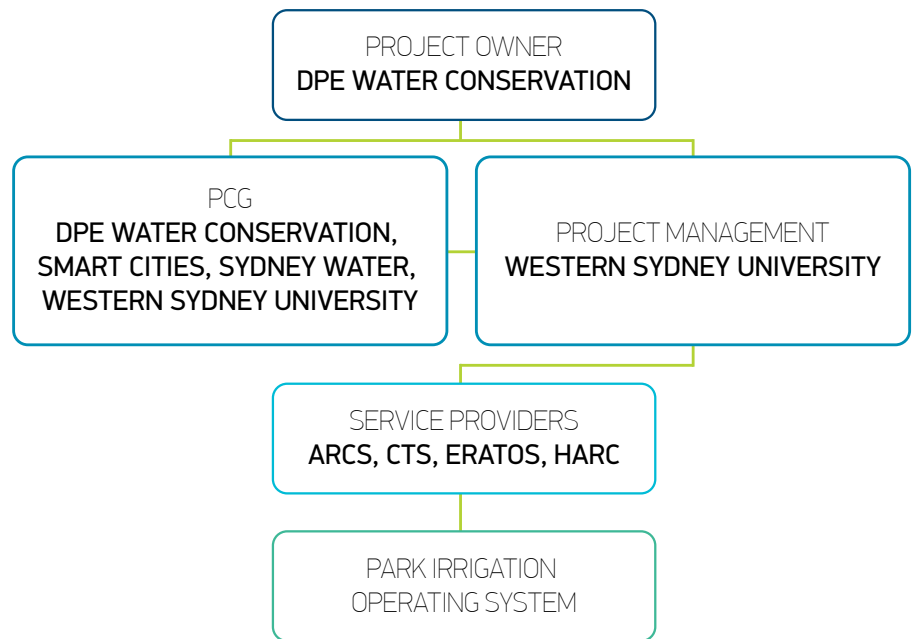 PROJECT OWNER
DPE WATER CONSERVATION
PCG
DPE WATER CONSERVATION,
SMART CITIES, SYDNEY WATER,
WESTERN SYDNEY UNIVERSITY
PROJECT MANAGEMENT
WESTERN SYDNEY UNIVERSITY
SERVICE PROVIDERS
ARCS, CTS, ERATOS, HARC
PARK IRRIGATION
OPERATING SYSTEM